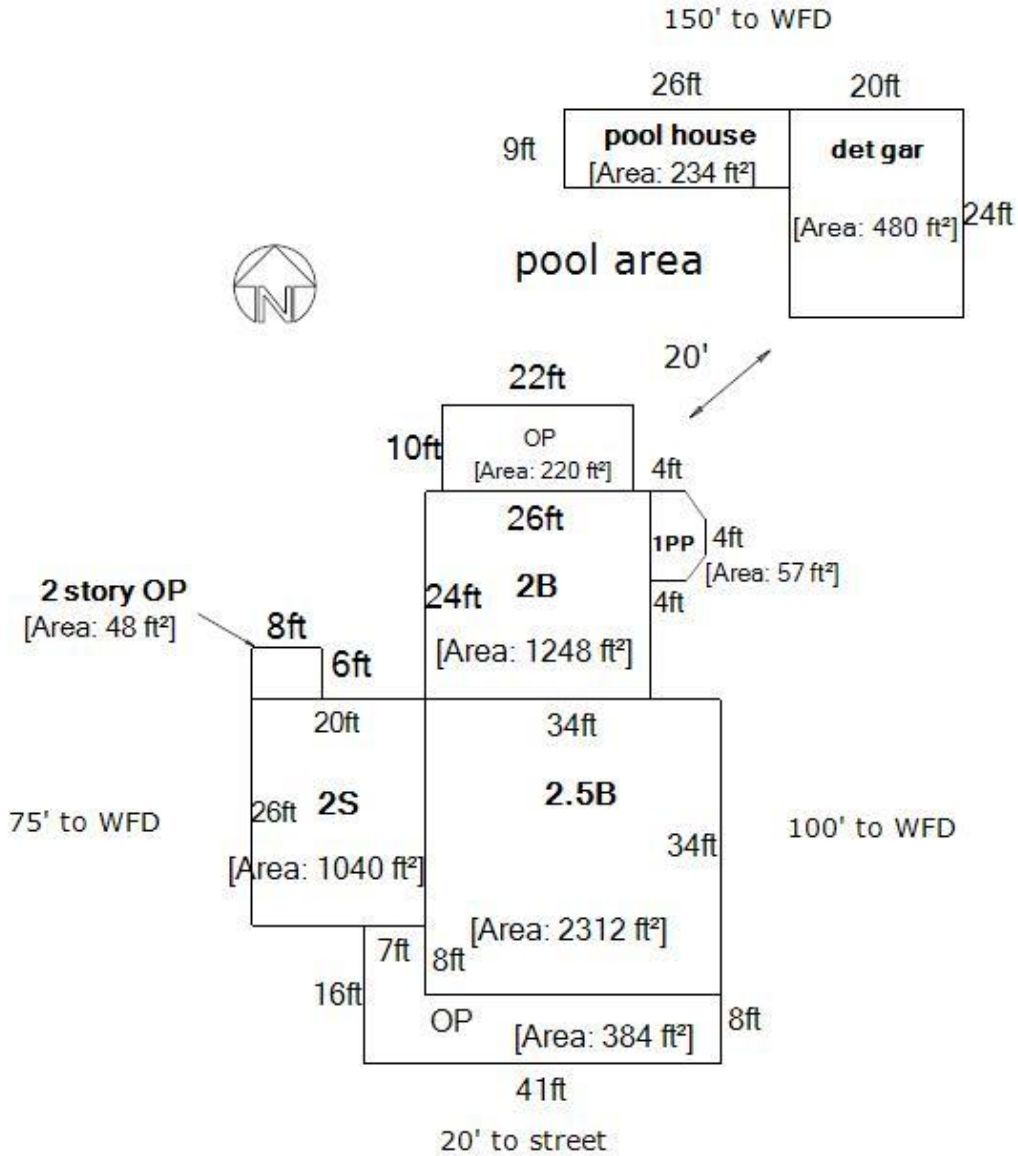 150' to WFD
26ft
20ft
pool house
9ft
[Area: 234 ft²]
det gar
[Area: 480 ft²]
24ft
pool area
N
20'
22ft
10ft
OP
[Area: 220 ft²]
4ft
26ft
1PP
4ft
[Area: 57 ft²]
24ft
2B
4ft
[Area: 1248 ft²]
2 story OP
[Area: 48 ft²]
8ft
6ft
20ft
34ft
2S
2.5B
26ft
75' to WFD
34ft
100' to WFD
[Area: 1040 ft²]
[Area: 2312 ft²]
7ft
8ft
16ft
OP
[Area: 384 ft²]
8ft
41ft
20' to street